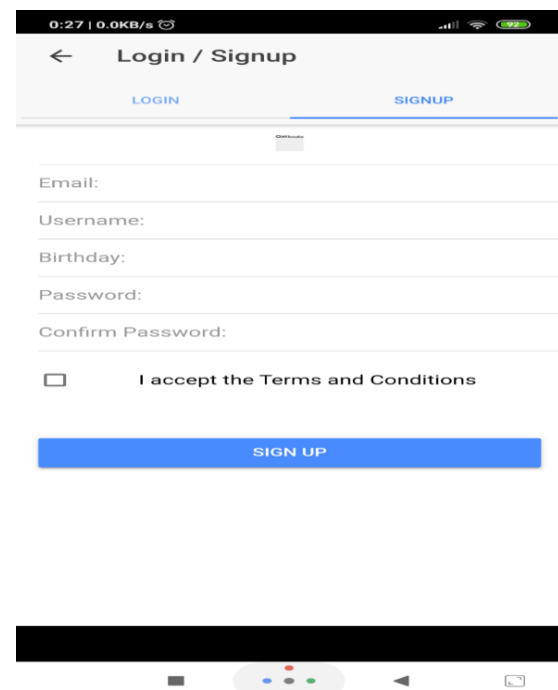 0:27 | 0.0KB/s
92
Login / Signup
LOGIN
SIGNUP
Email:
Username:
Birthday:
Password:
Confirm Password:
I accept the Terms and Conditions
SIGN UP